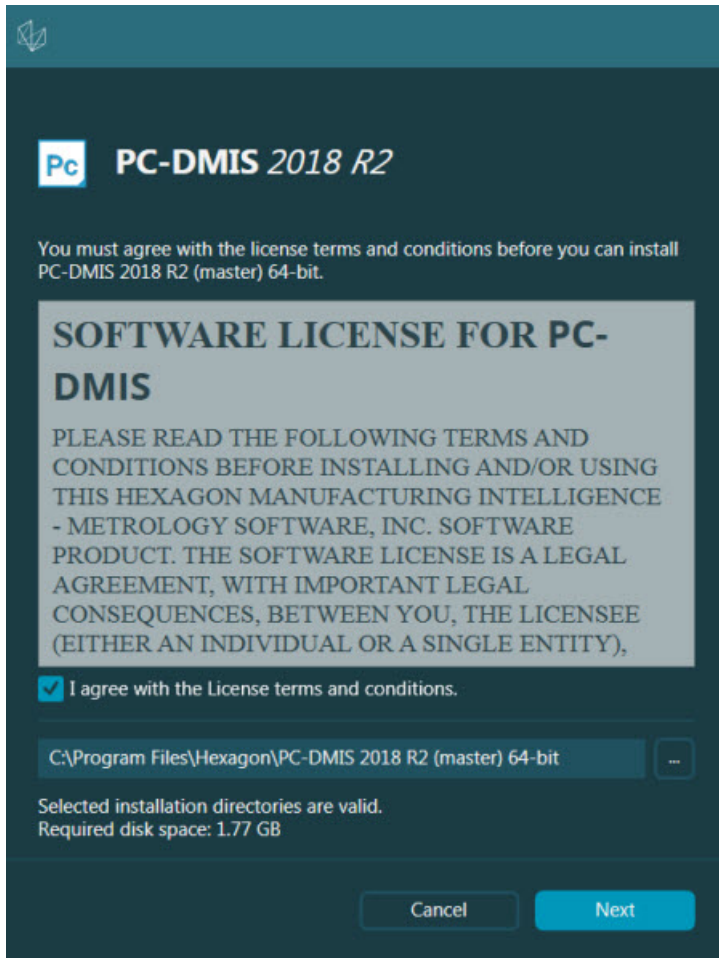 Pc
PC-DMIS 2018 R2
You must agree with the license terms and conditions before you can install
PC-DMIS 2018 R2 (master) 64-bit.
SOFTWARE LICENSE FOR PC-
DMIS
PLEASE READ THE FOLLOWING TERMS AND
CONDITIONS BEFORE INSTALLING AND/OR USING
THIS HEXAGON MANUFACTURING INTELLIGENCE
- METROLOGY SOFTWARE, INC. SOFTWARE
PRODUCT. THE SOFTWARE LICENSE IS A LEGAL
AGREEMENT, WITH IMPORTANT LEGAL
CONSEQUENCES, BETWEEN YOU, THE LICENSEE
(EITHER AN INDIVIDUAL OR A SINGLE ENTITY),
I agree with the License terms and conditions.
C:\Program Files\Hexagon\PC-DMIS 2018 R2 (master) 64-bit
...
Selected installation directories are valid.
Required disk space: 1.77 GB
Cancel
Next